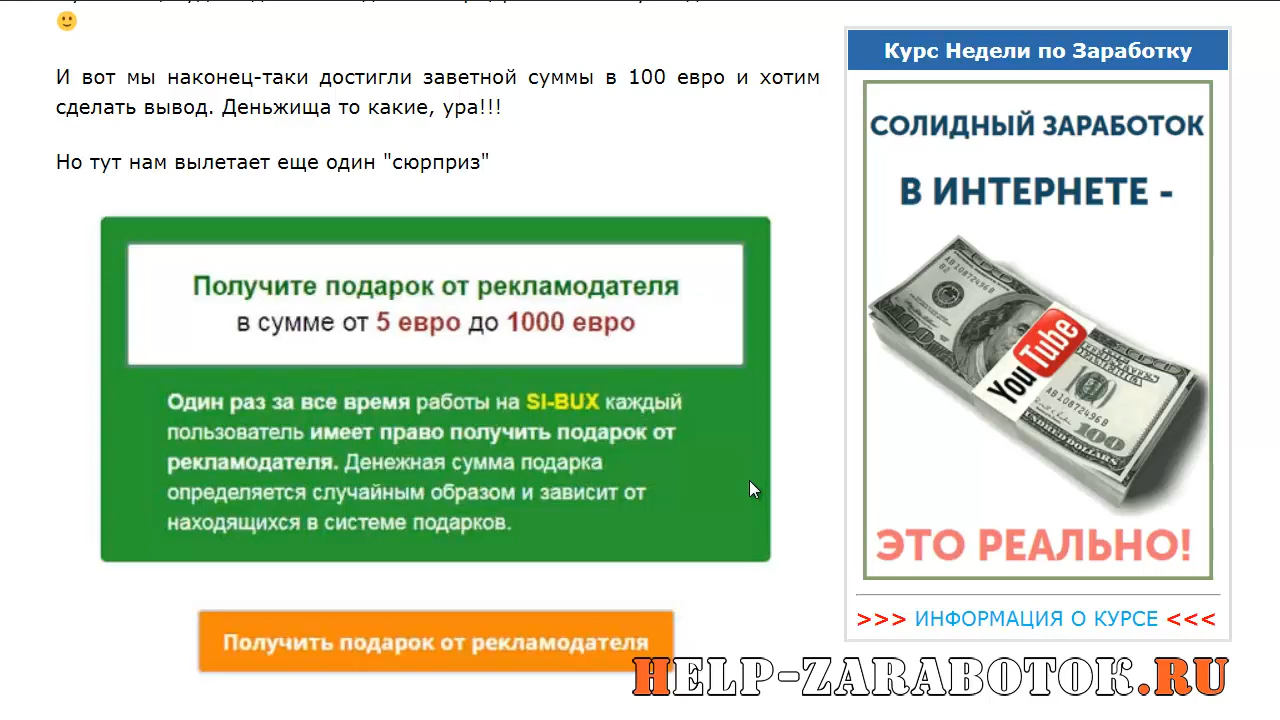 И вот мы наконец-таки достигли заветной суммы в 100 евро и хотим
сделать вывод. Деньжища то какие, ура!!!
Но тут нам вылетает еще один "сюрприз"
Получите подарок от рекламодателя
в сумме от 5 евро до 1000 евро
Один раз за все время работы на SI-BUX каждый
пользователь имеет право получить подарок от
рекламодателя. Денежная сумма подарка
определяется случайным образом и зависит от
находящихся в системе подарков.
Получить подарок от рекламодателя
Курс Недели по Заработку
СОЛИДНЫЙ ЗАРАБОТОК
В ИНТЕРНЕТЕ -
YouTube
ЭТО РЕАЛЬНО!
>>> ИНФОРМАЦИЯ О КУРСЕ <<<
HELP-ZARABOTOK.RU